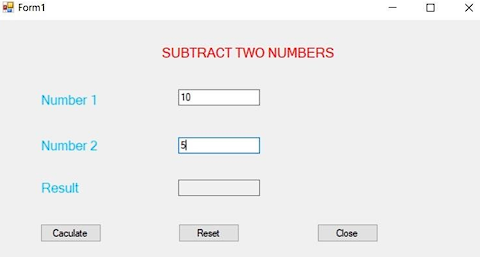 Form1
SUBTRACT TWO NUMBERS
Number 1 10
Number 2 5
Result
Caculate Reset Close